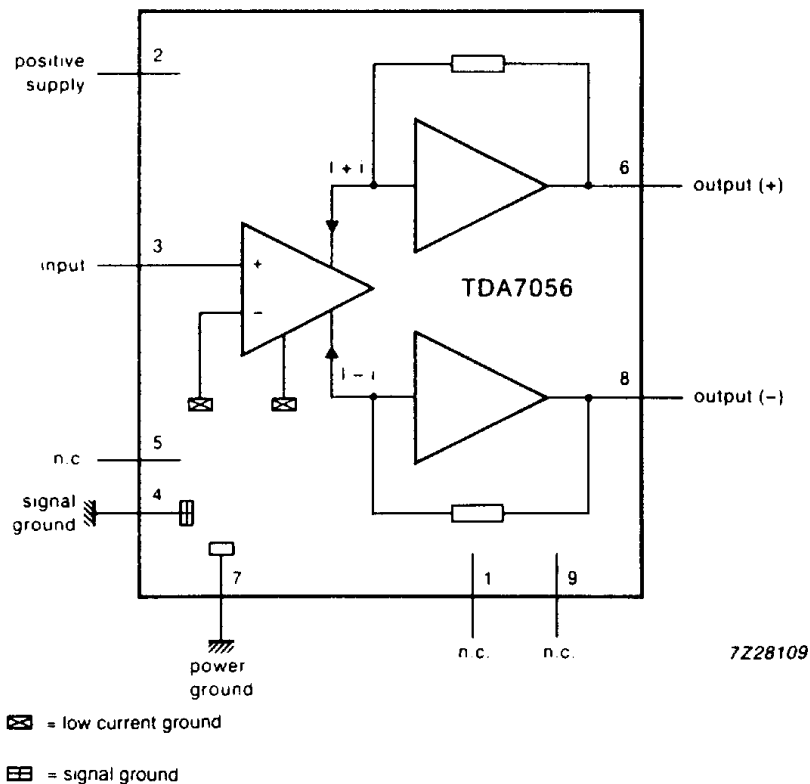 positive
supply
2
I + i
6
output (+)
3
input
+
−
TDA7056
I − i
8
output (−)
5
n.c
4
signal
ground
7
1
9
n.c.
n.c.
power
ground
7Z28109
= low current ground
= signal ground